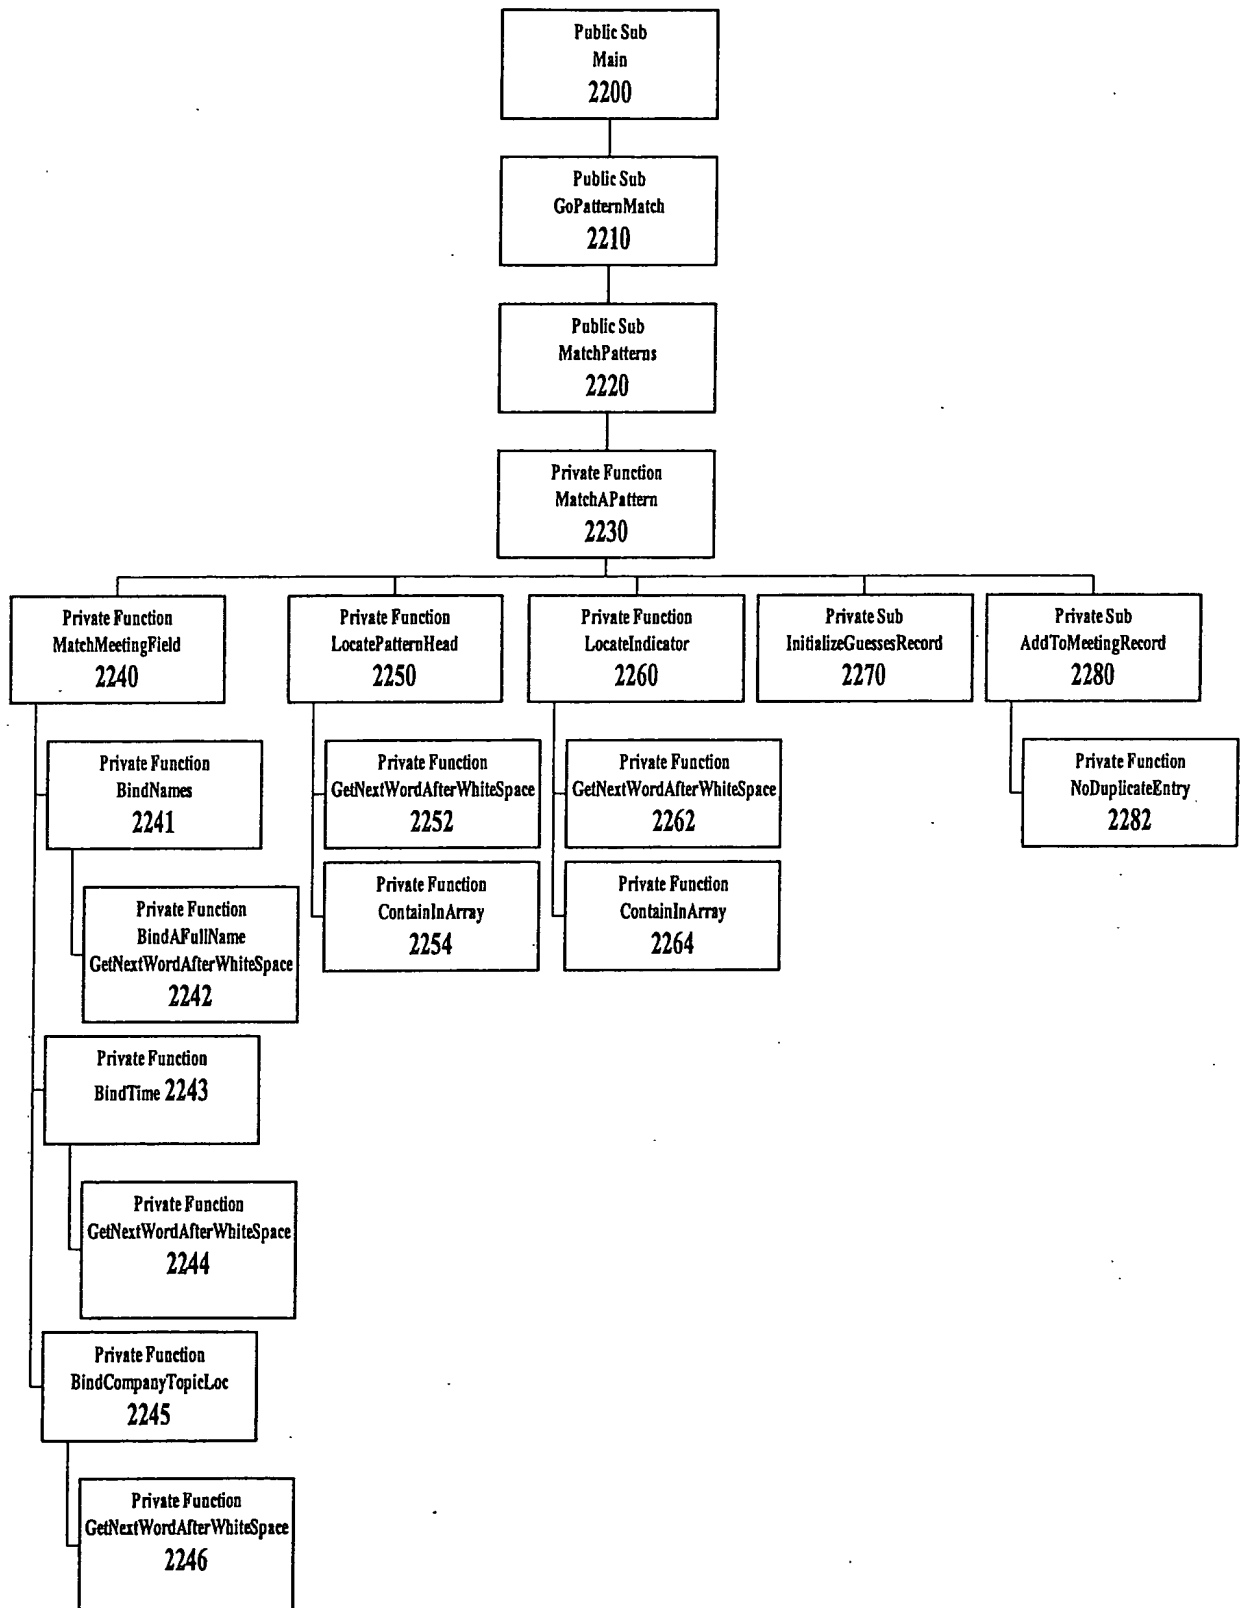 Public Sub
Main
2200
Public Sub
GoPatternMatch
2210
Public Sub
MatchPatterns
2220
Private Function
MatchAPattern
2230
Private Function
MatchMeetingField
2240
Private Function
LocatePatternHead
2250
Private Function
LocateIndicator
2260
Private Sub
InitializeGuessesRecord
2270
Private Sub
AddToMeetingRecord
2280
Private Function
BindNames
2241
Private Function
GetNextWordAfterWhiteSpace
2252
Private Function
GetNextWordAfterWhiteSpace
2262
Private Function
NoDuplicateEntry
2282
Private Function
BindAFullName
GetNextWordAfterWhiteSpace
2242
Private Function
ContainInArray
2254
Private Function
ContainInArray
2264
Private Function
BindTime 2243
Private Function
GetNextWordAfterWhiteSpace
2244
Private Function
BindCompanyTopicLoc
2245
Private Function
GetNextWordAfterWhiteSpace
2246